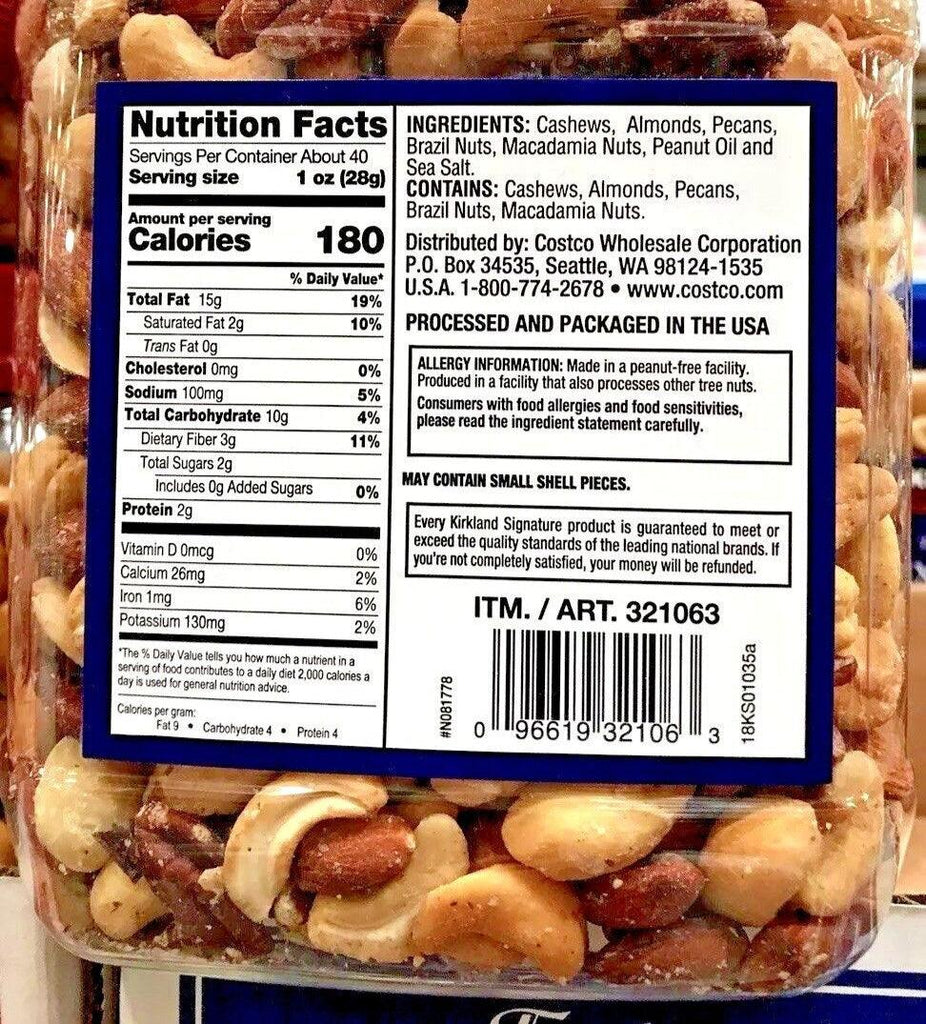 Nutrition Facts
Servings Per Container About 40
Serving size 1 oz (28g)
Amount per serving
Calories 180
% Daily Value*
Total Fat 15g 19%
Saturated Fat 2g 10%
Trans Fat 0g
Cholesterol 0mg 0%
Sodium 100mg 5%
Total Carbohydrate 10g 4%
Dietary Fiber 3g 11%
Total Sugars 2g
Includes 0g Added Sugars 0%
Protein 2g
Vitamin D 0mcg 0%
Calcium 26mg 2%
Iron 1mg 6%
Potassium 130mg 2%
*The % Daily Value tells you how much a nutrient in a
serving of food contributes to a daily diet 2,000 calories a
day is used for general nutrition advice.
Calories per gram:
Fat 9 • Carbohydrate 4 • Protein 4
INGREDIENTS: Cashews, Almonds, Pecans,
Brazil Nuts, Macadamia Nuts, Peanut Oil and
Sea Salt.
CONTAINS: Cashews, Almonds, Pecans,
Brazil Nuts, Macadamia Nuts.
Distributed by: Costco Wholesale Corporation
P.O. Box 34535, Seattle, WA 98124-1535
U.S.A. 1-800-774-2678 • www.costco.com
PROCESSED AND PACKAGED IN THE USA
ALLERGY INFORMATION: Made in a peanut-free facility.
Produced in a facility that also processes other tree nuts.
Consumers with food allergies and food sensitivities,
please read the ingredient statement carefully.
MAY CONTAIN SMALL SHELL PIECES.
Every Kirkland Signature product is guaranteed to meet or
exceed the quality standards of the leading national brands. If
you're not completely satisfied, your money will be refunded.
ITM. / ART. 321063
#N081778
0 96619 32106 3
18KS01035a